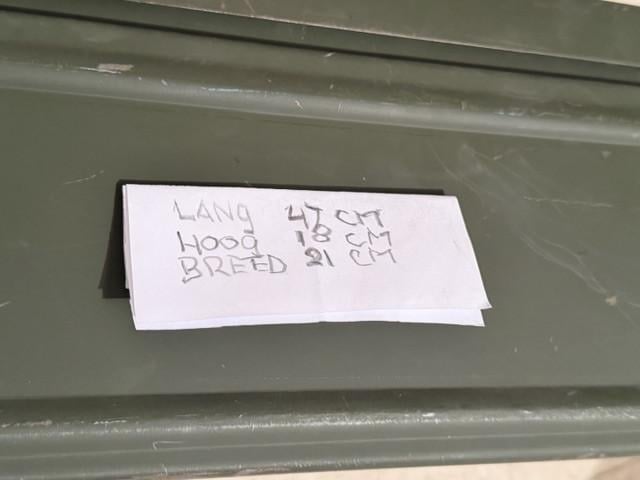 LANG 47 CM
HOOG 18 CM
BREED 21 CM